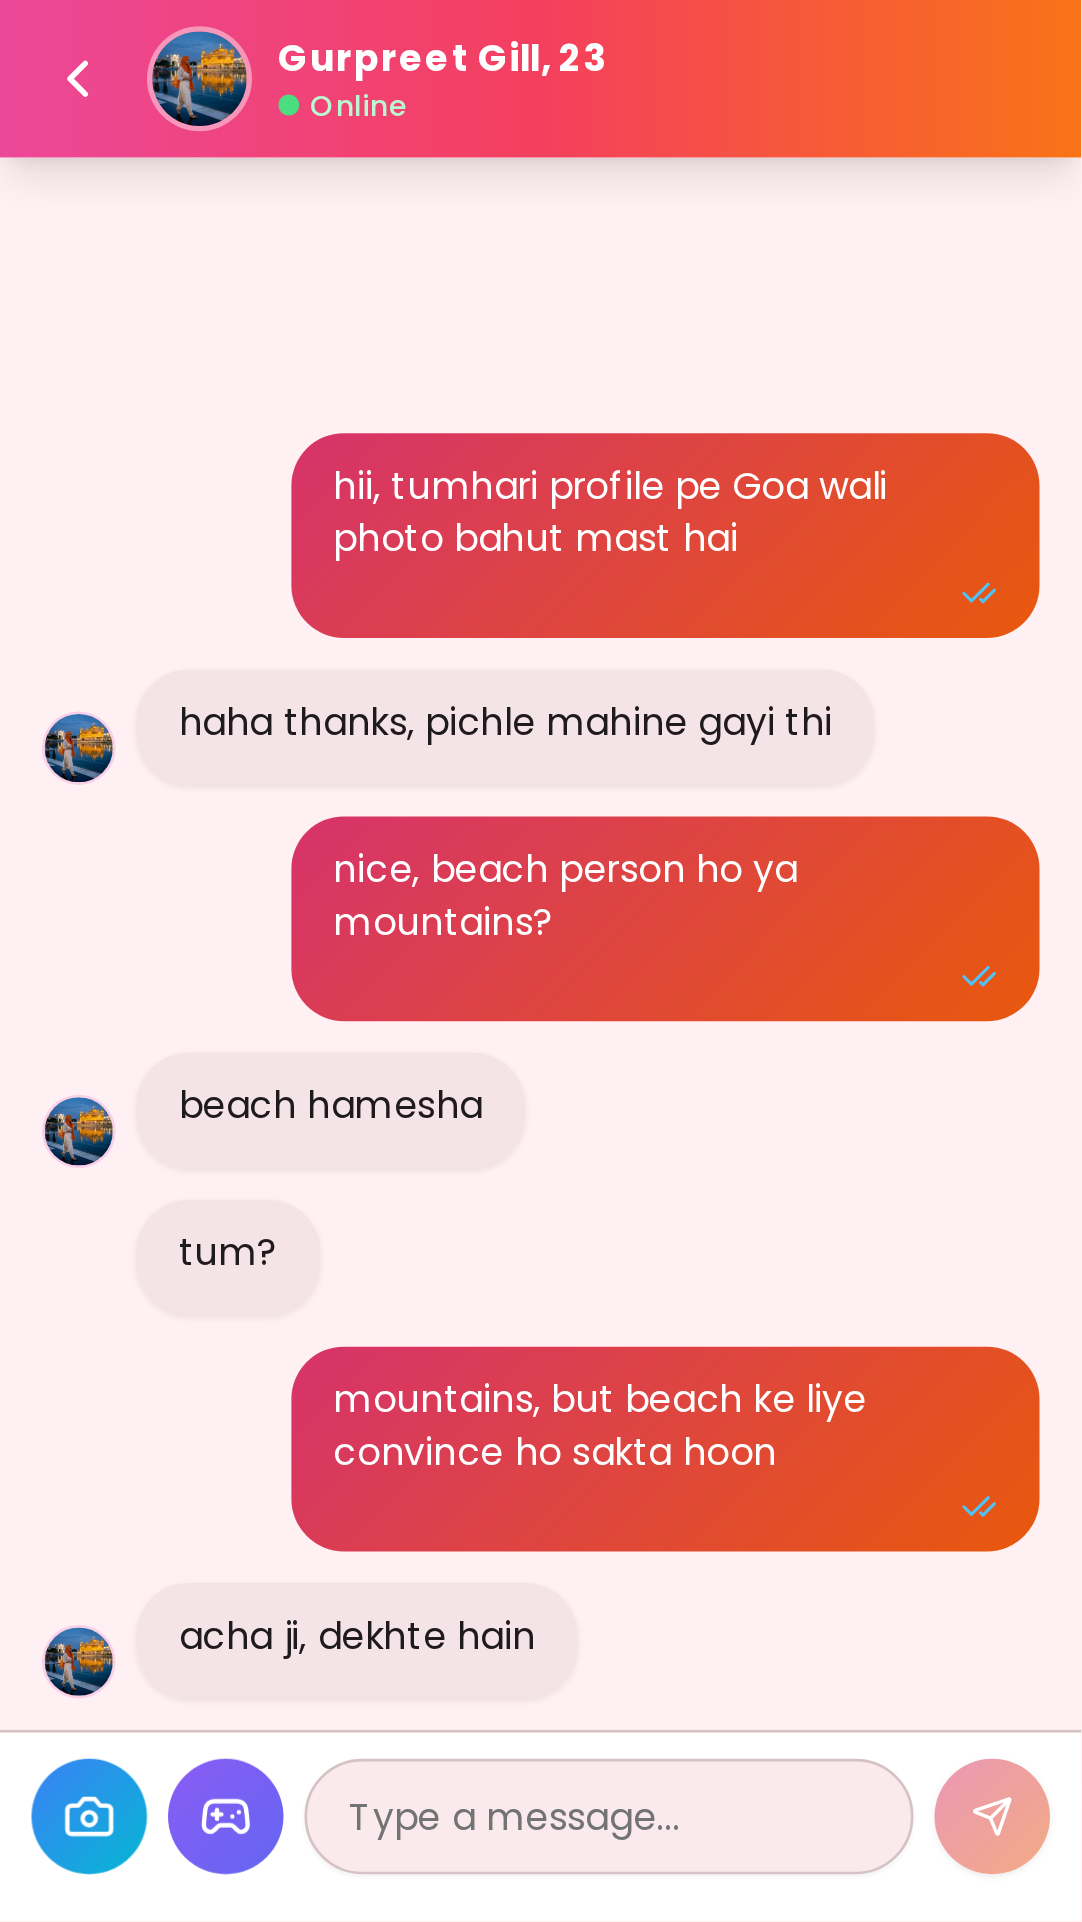 Gurpreet Gill, 23
Online
hii, tumhari profile pe Goa wali
photo bahut mast hai
haha thanks, pichle mahine gayi thi
nice, beach person ho ya
mountains?
beach hamesha
tum?
mountains, but beach ke liye
convince ho sakta hoon
acha ji, dekhte hain
Type a message...